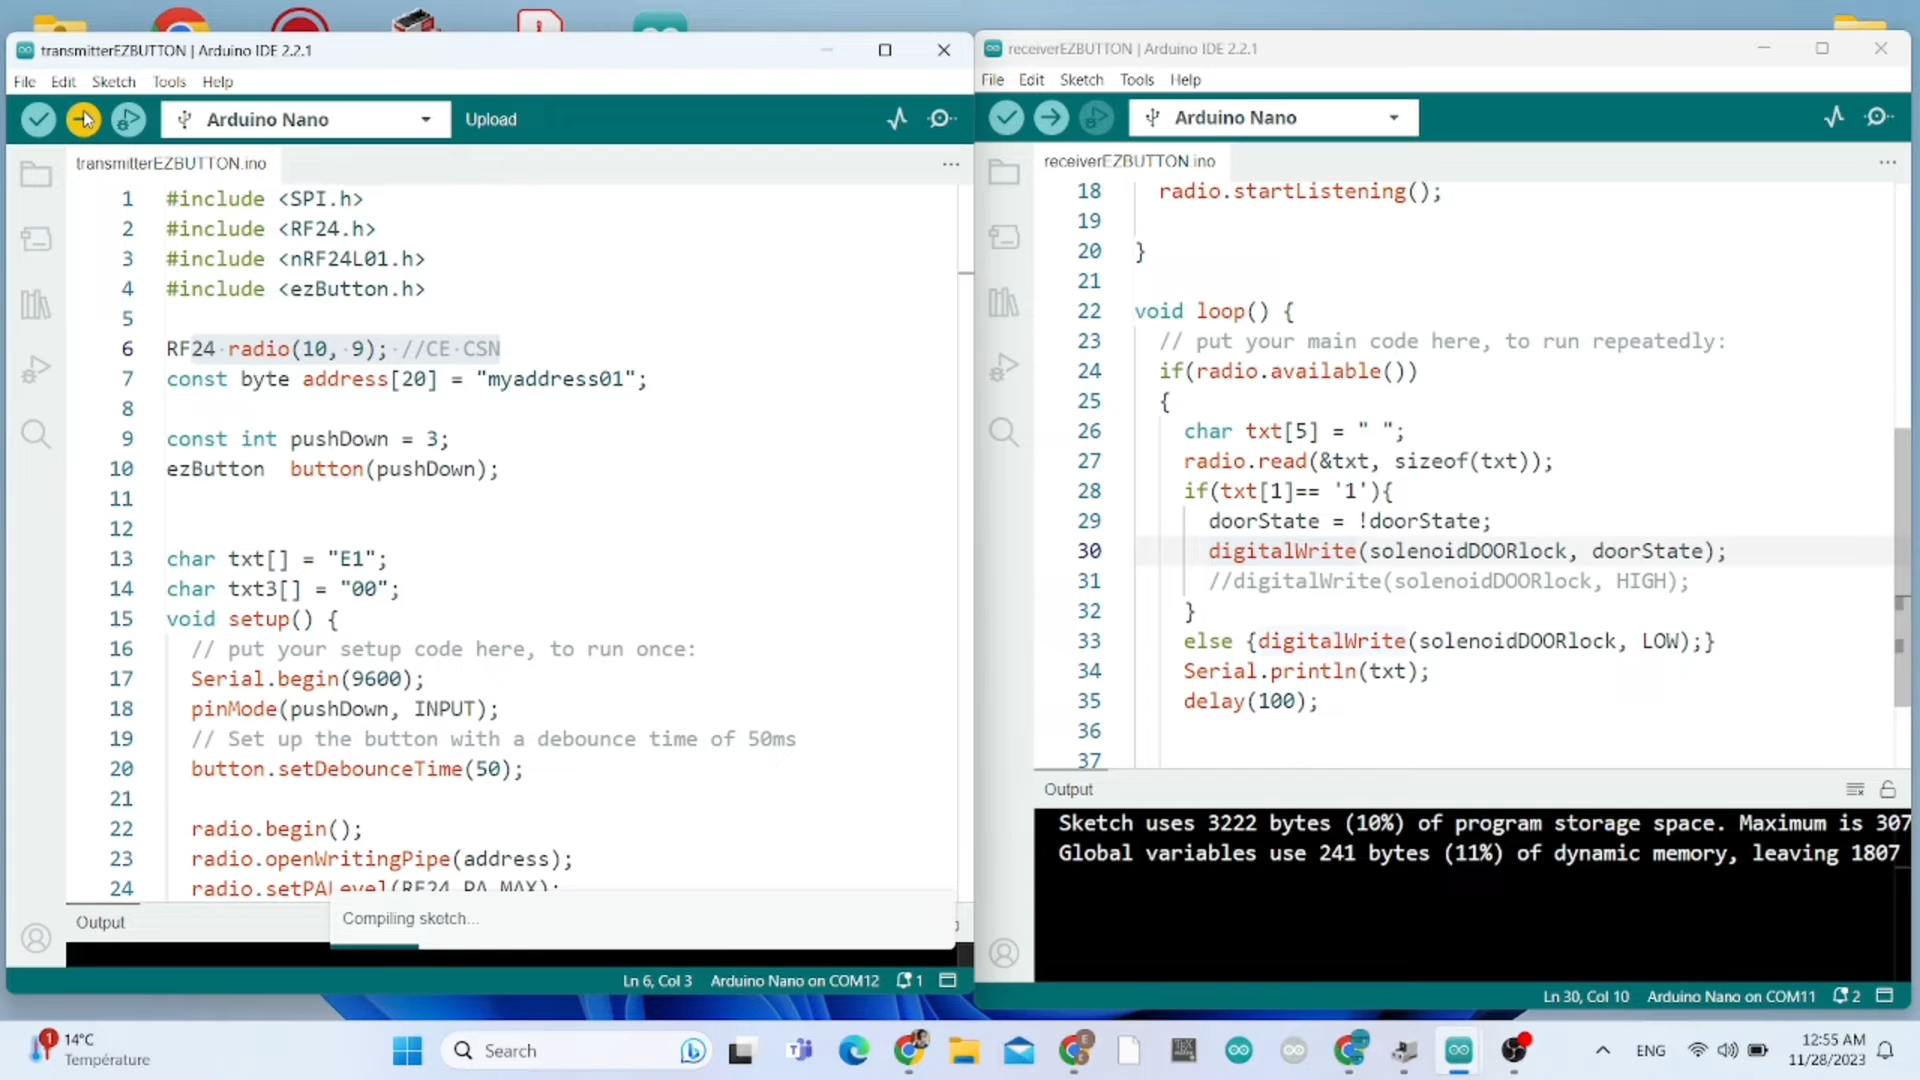 transmitterEZBUTTON | Arduino IDE 2.2.1
File Edit Sketch Tools Help
Arduino Nano
Upload
transmitterEZBUTTON.ino
1 #include <SPI.h>
2 #include <RF24.h>
3 #include <nRF24L01.h>
4 #include <ezButton.h>
5
6 RF24 radio(10, 9); //CE CSN
7 const byte address[20] = "myaddress01";
8
9 const int pushDown = 3;
10 ezButton  button(pushDown);
11
12
13 char txt[] = "E1";
14 char txt3[] = "00";
15 void setup() {
16 // put your setup code here, to run once:
17 Serial.begin(9600);
18 pinMode(pushDown, INPUT);
19 // Set up the button with a debounce time of 50ms
20 button.setDebounceTime(50);
21
22 radio.begin();
23 radio.openWritingPipe(address);
24 radio.setPALevel(RF24_PA_MAX);
Output
Compiling sketch...
Ln 6, Col 3 Arduino Nano on COM12 1
receiverEZBUTTON | Arduino IDE 2.2.1
File Edit Sketch Tools Help
Arduino Nano
receiverEZBUTTON.ino
18 radio.startListening();
19
20 }
21
22 void loop() {
23 // put your main code here, to run repeatedly:
24 if(radio.available())
25 {
26 char txt[5] = " ";
27 radio.read(&txt, sizeof(txt));
28 if(txt[1]== '1'){
29 doorState = !doorState;
30 digitalWrite(solenoidDOORlock, doorState);
31 //digitalWrite(solenoidDOORlock, HIGH);
32 }
33 else {digitalWrite(solenoidDOORlock, LOW);}
34 Serial.println(txt);
35 delay(100);
36
37
Output
Sketch uses 3222 bytes (10%) of program storage space. Maximum is 307
Global variables use 241 bytes (11%) of dynamic memory, leaving 1807
Ln 30, Col 10 Arduino Nano on COM11 2
1
14°C
Température
Search
ENG
12:55 AM
11/28/2023